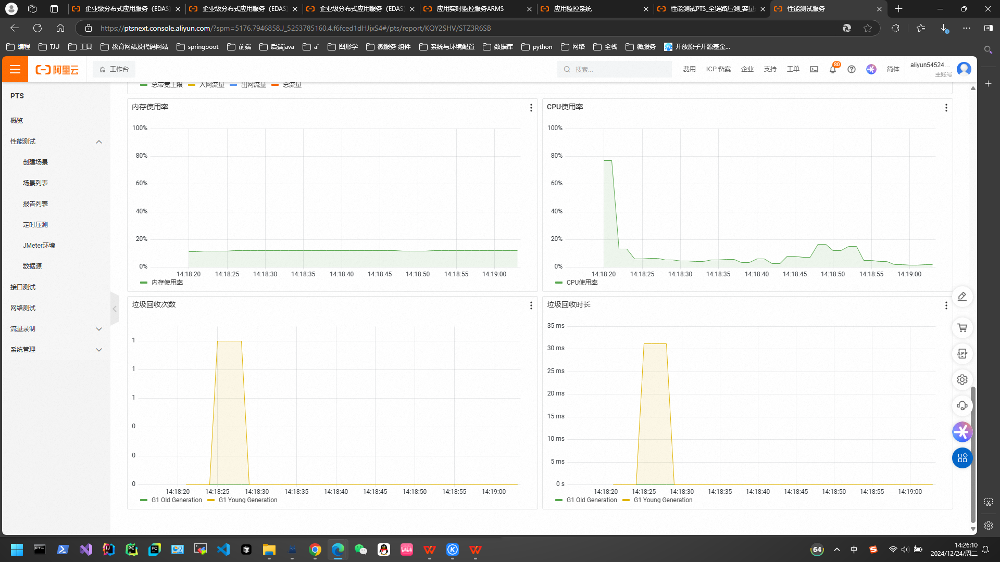 企业级分布式应用服务（EDAS）
企业级分布式应用服务（EDAS）
企业级分布式应用服务（EDAS
应用实时监控服务ARMS
应用监控系统
性能测试PTS_全链路压测_容量
性能测试服务
https://ptsnext.console.aliyun.com/?spm=5176.7946858.J_5253785160.4.f6fced1dHJjxS4#/pts/report/KQY2SHV/STZ3R6SB
编程
TJU
工具
教育网站及代码网站
springboot
前端
后端java
ai
图形学
微服务 组件
系统与环境配置
数据库
python
网络
全栈
微服务
开放原子开源基金...
阿里云
工作台
搜索...
费用
ICP 备案
企业
支持
工单
80
简体
aliyun54524...
主账号
PTS
概览
性能测试
创建场景
场景列表
报告列表
定时压测
JMeter环境
数据源
接口测试
网络测试
流量录制
系统管理
总带宽上限
入网流量
出网流量
总流量
内存使用率
100%
80%
60%
40%
20%
0%
14:18:20
14:18:25
14:18:30
14:18:35
14:18:40
14:18:45
14:18:50
14:18:55
14:19:00
内存使用率
CPU使用率
100%
80%
60%
40%
20%
0%
14:18:20
14:18:25
14:18:30
14:18:35
14:18:40
14:18:45
14:18:50
14:18:55
14:19:00
CPU使用率
垃圾回收次数
1
1
1
0
0
0
14:18:20
14:18:25
14:18:30
14:18:35
14:18:40
14:18:45
14:18:50
14:18:55
14:19:00
G1 Old Generation
G1 Young Generation
垃圾回收时长
35 ms
30 ms
25 ms
20 ms
15 ms
10 ms
5 ms
0 s
14:18:20
14:18:25
14:18:30
14:18:35
14:18:40
14:18:45
14:18:50
14:18:55
14:19:00
G1 Old Generation
G1 Young Generation
APP
64
中
14:26:10
2024/12/24/周二